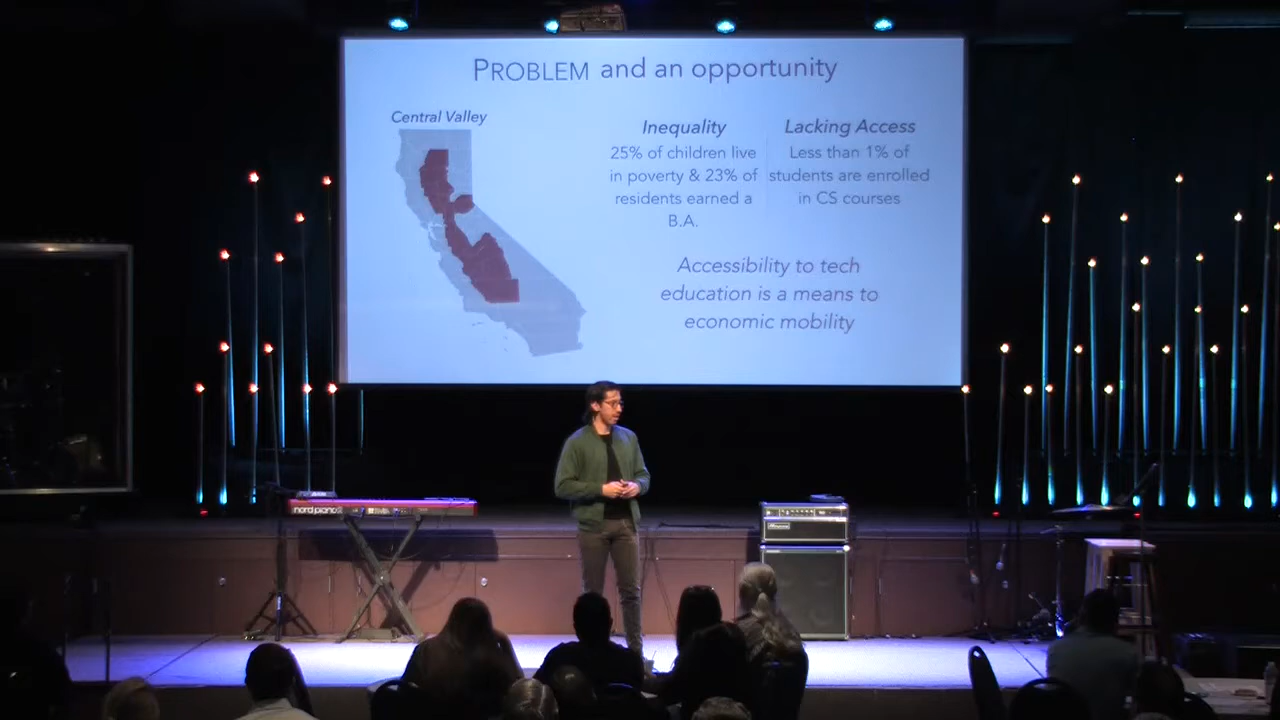 PROBLEM and an opportunity
Central Valley
Inequality
25% of children live
in poverty & 23% of
residents earned a
B.A.
Lacking Access
Less than 1% of
students are enrolled
in CS courses
Accessibility to tech
education is a means to
economic mobility
nord piano